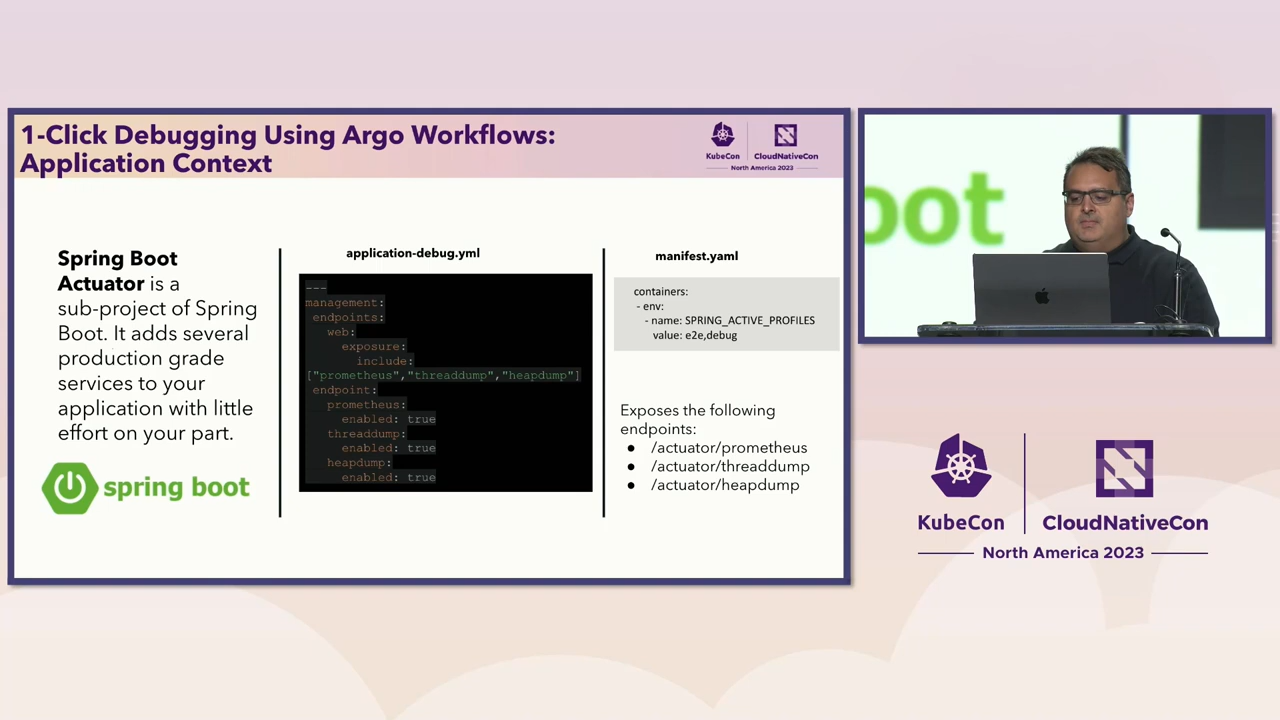 1-Click Debugging Using Argo Workflows:
Application Context
KubeCon
CloudNativeCon
North America 2023
Spring Boot
Actuator is a
sub-project of Spring
Boot. It adds several
production grade
services to your
application with little
effort on your part.
spring boot
application-debug.yml
---
management:
endpoints:
web:
exposure:
include:
["prometheus","threaddump","heapdump"]
endpoint:
prometheus:
enabled: true
threaddump:
enabled: true
heapdump:
enabled: true
manifest.yaml
containers:
- env:
- name: SPRING_ACTIVE_PROFILES
value: e2e,debug
Exposes the following
endpoints:
● /actuator/prometheus
● /actuator/threaddump
● /actuator/heapdump
oot
KubeCon
CloudNativeCon
North America 2023